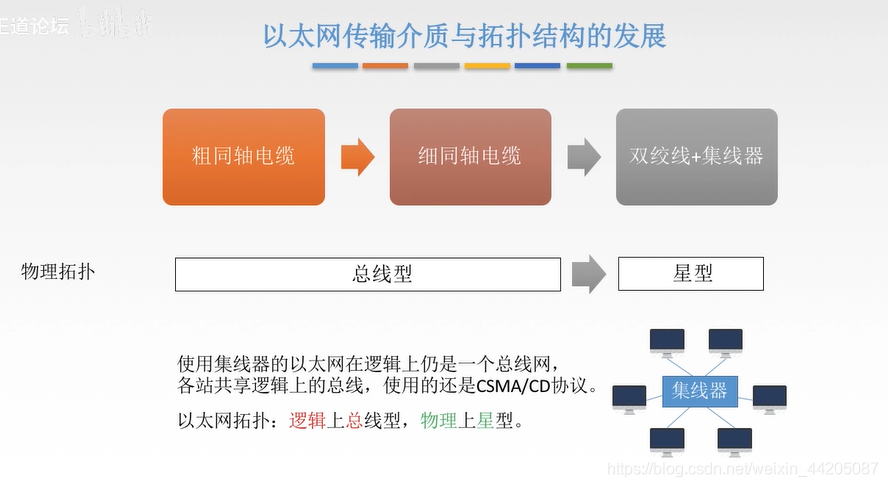 正道论坛
以太网传输介质与拓扑结构的发展
粗同轴电缆
细同轴电缆
双绞线+集线器
物理拓扑
总线型
星型
使用集线器的以太网在逻辑上仍是一个总线网，
各站共享逻辑上的总线，使用的还是CSMA/CD协议。
以太网拓扑：逻辑上总线型，物理上星型。
集线器
https://blog.csdn.net/weixin_44205087